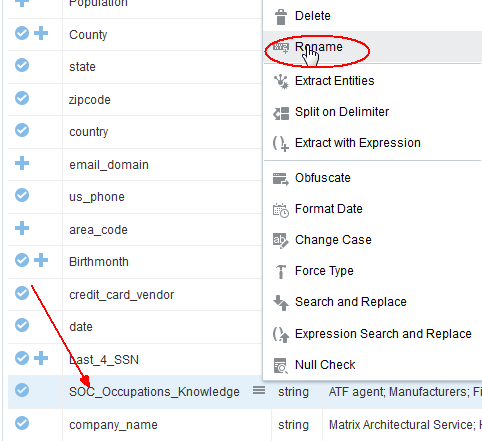 Population
County
state
zipcode
country
email_domain
us_phone
area_code
Birthmonth
credit_card_vendor
date
Last_4_SSN
SOC_Occupations_Knowledge string ATF agent; Manufacturers; Fi
company_name string Matrix Architectural Service; H
Delete
Rename
Extract Entities
Split on Delimiter
Extract with Expression
Obfuscate
Format Date
Change Case
Force Type
Search and Replace
Expression Search and Replace
Null Check